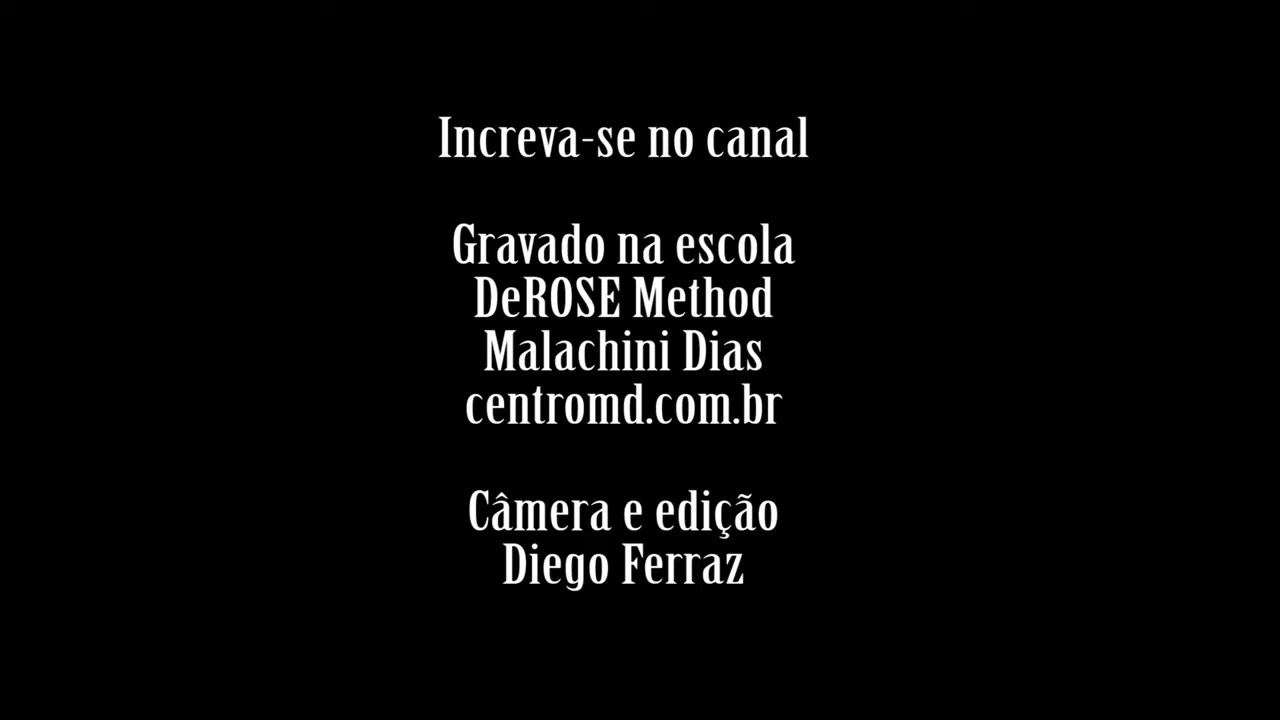 Increva-se no canal
Gravado na escola
DeROSE Method
Malachini Dias
centromd.com.br
Câmera e edição
Diego Ferraz